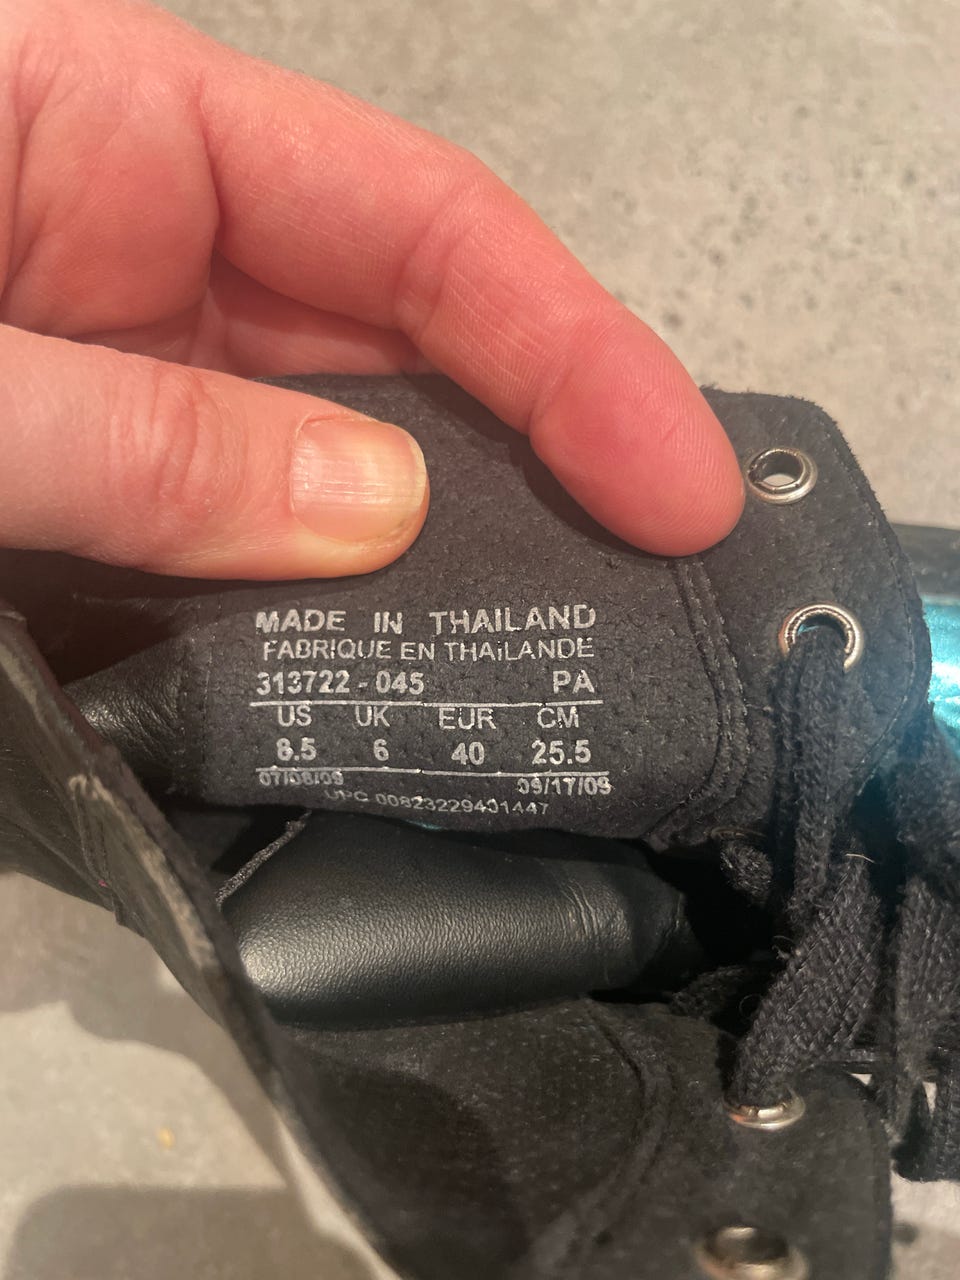 MADE IN THAILAND
FABRIQUE EN THAILANDE
313722-045 PA
US UK EUR CM
8.5 6 40 25.5
07/08/09 09/17/09
UPC 00823229401447